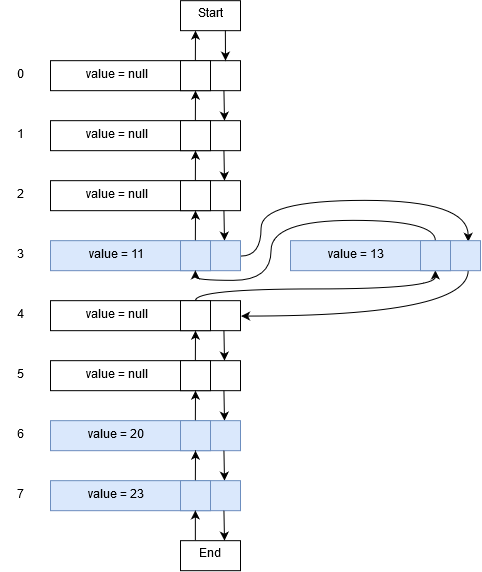 Start
0 value = null
1 value = null
2 value = null
3 value = 11 value = 13
4 value = null
5 value = null
6 value = 20
7 value = 23
End